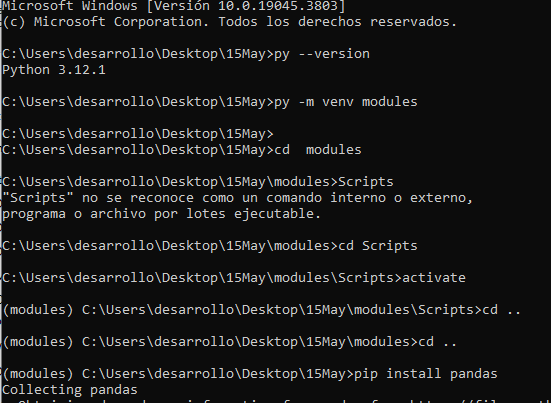 Microsoft Windows [Versión 10.0.19045.3803]
(c) Microsoft Corporation. Todos los derechos reservados.
C:\Users\desarrollo\Desktop\15May>py --version
Python 3.12.1
C:\Users\desarrollo\Desktop\15May>py -m venv modules
C:\Users\desarrollo\Desktop\15May>
C:\Users\desarrollo\Desktop\15May>cd  modules
C:\Users\desarrollo\Desktop\15May\modules>Scripts
"Scripts" no se reconoce como un comando interno o externo,
programa o archivo por lotes ejecutable.
C:\Users\desarrollo\Desktop\15May\modules>cd Scripts
C:\Users\desarrollo\Desktop\15May\modules\Scripts>activate
(modules) C:\Users\desarrollo\Desktop\15May\modules\Scripts>cd ..
(modules) C:\Users\desarrollo\Desktop\15May\modules>cd ..
(modules) C:\Users\desarrollo\Desktop\15May>pip install pandas
Collecting pandas